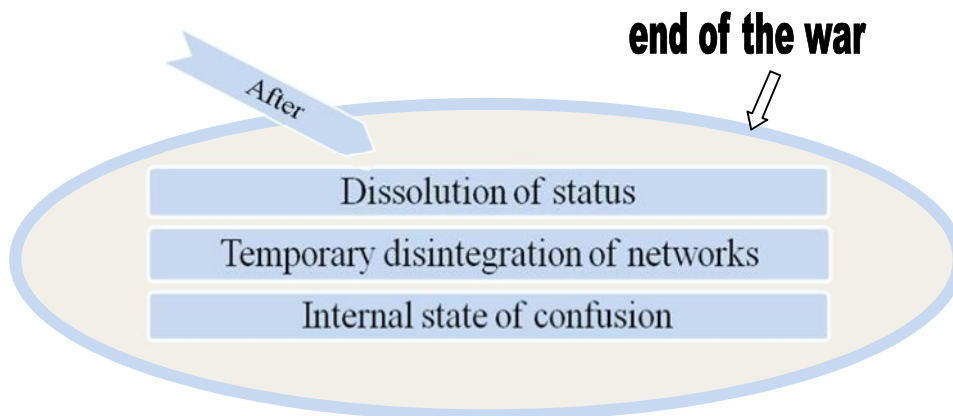 end of the war
After
Dissolution of status
Temporary disintegration of networks
Internal state of confusion